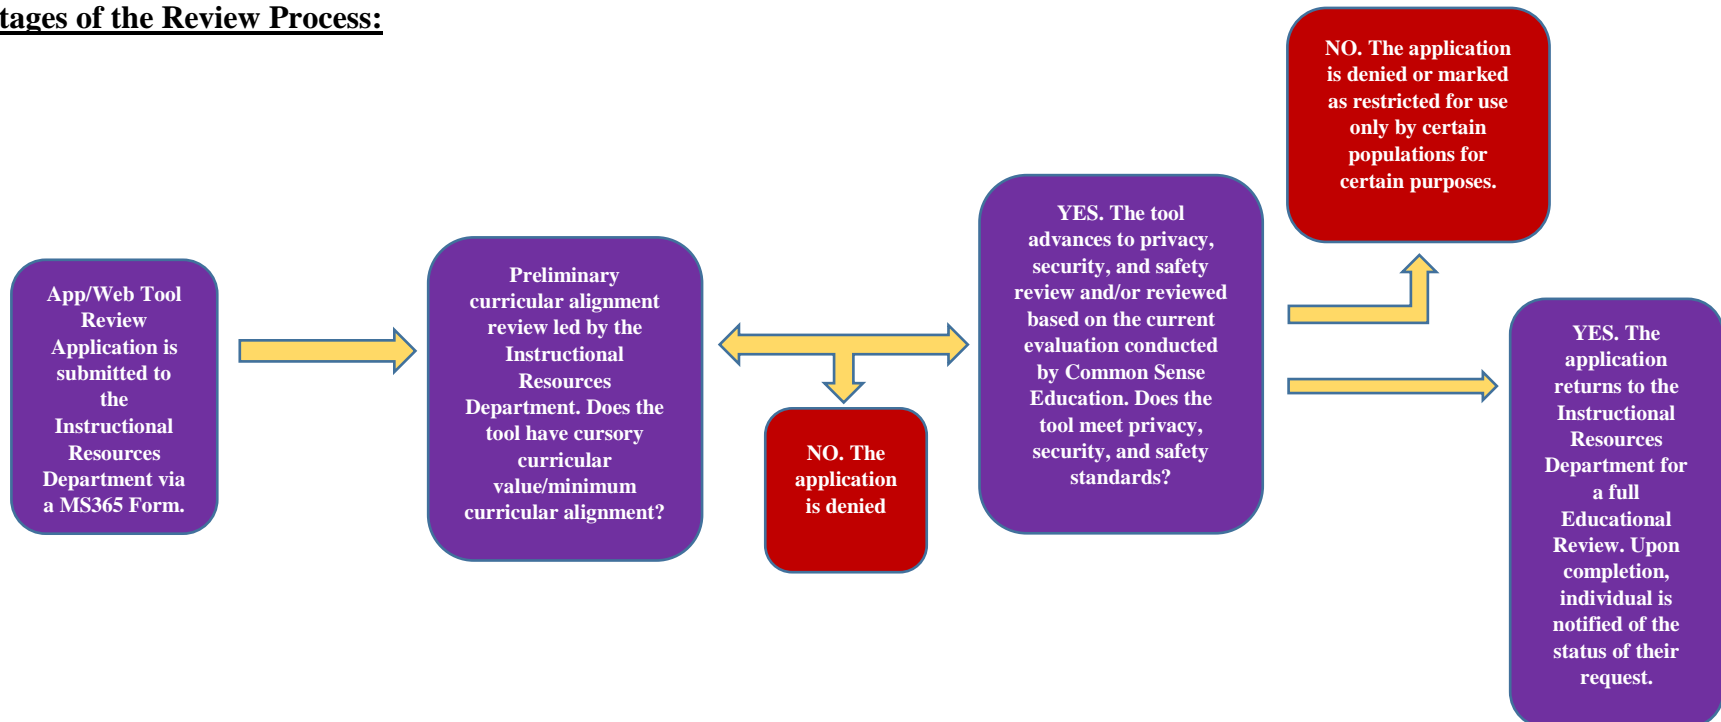 tages of the Review Process:
App/Web Tool
Review
Application is
submitted to
the
Instructional
Resources
Department via
a MS365 Form.
Preliminary
curricular alignment
review led by the
Instructional
Resources
Department. Does the
tool have cursory
curricular
value/minimum
curricular alignment?
NO. The
application
is denied
YES. The tool
advances to privacy,
security, and safety
review and/or reviewed
based on the current
evaluation conducted
by Common Sense
Education. Does the
tool meet privacy,
security, and safety
standards?
NO. The application
is denied or marked
as restricted for use
only by certain
populations for
certain purposes.
YES. The
application
returns to the
Instructional
Resources
Department for
a full
Educational
Review. Upon
completion,
individual is
notified of the
status of their
request.